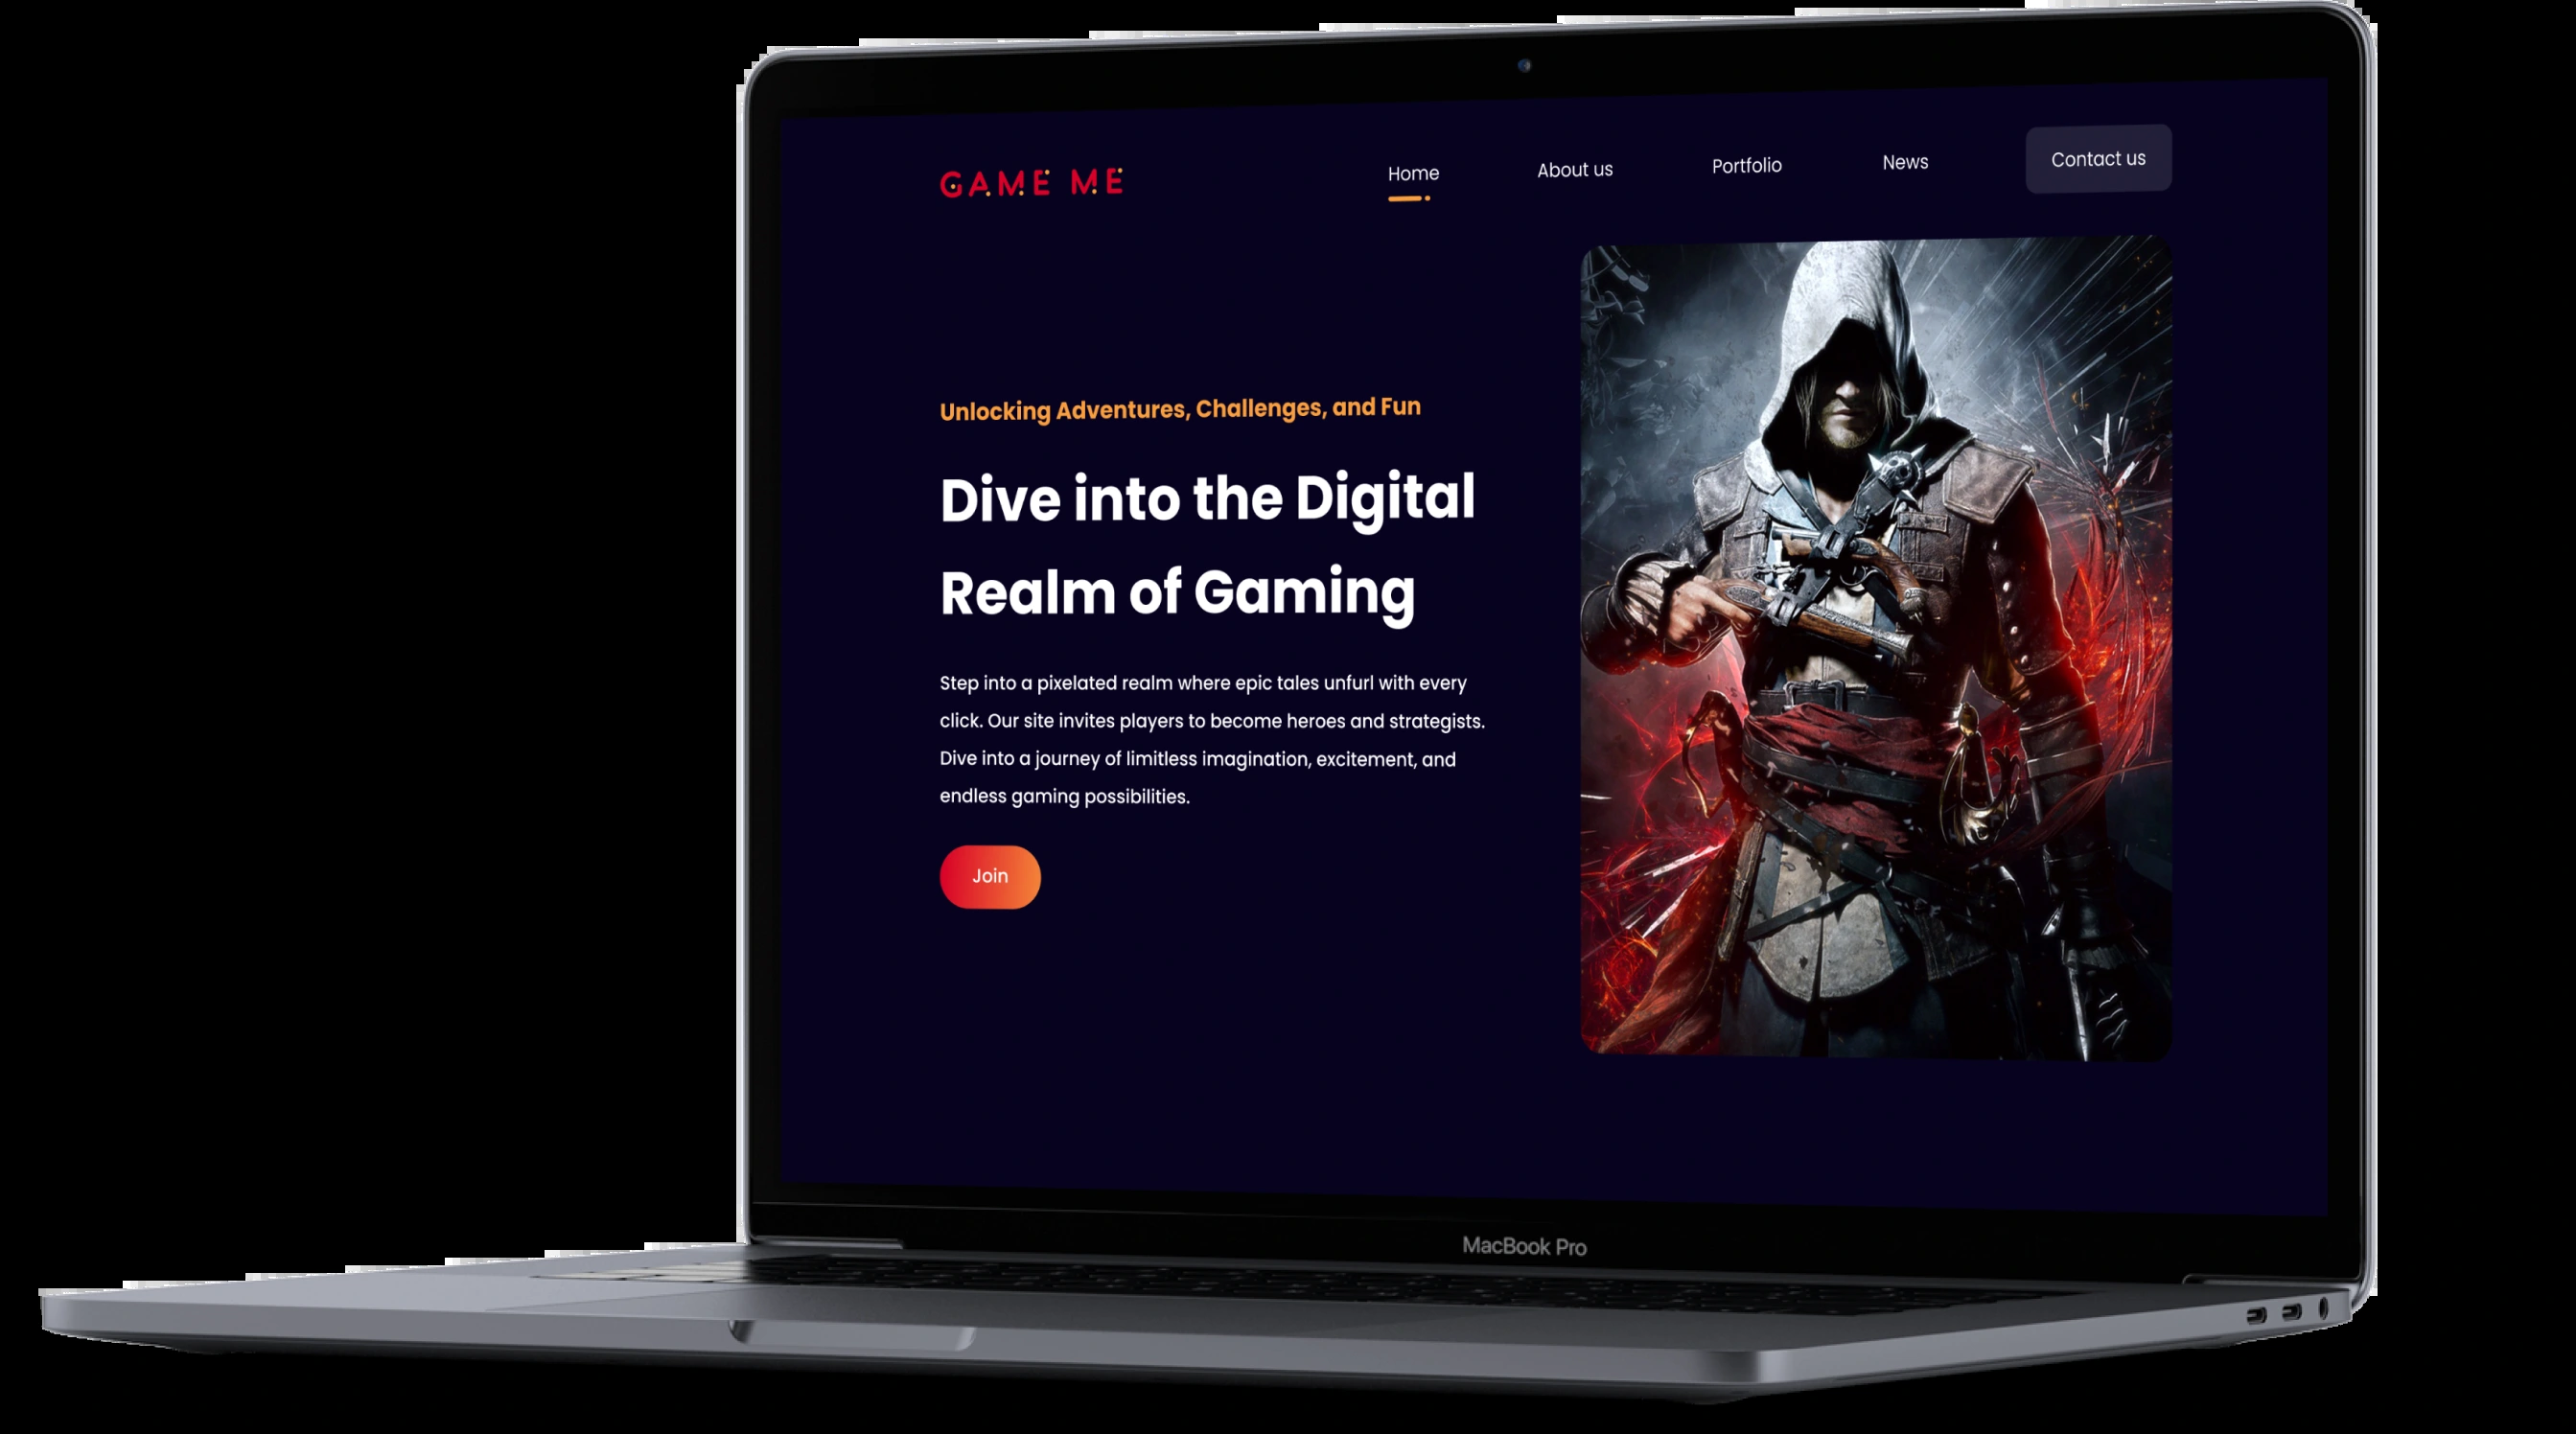 GAME ME
Home
About us
Portfolio
News
Contact us
Unlocking Adventures, Challenges, and Fun
Dive into the Digital
Realm of Gaming
Step into a pixelated realm where epic tales unfurl with every
click. Our site invites players to become heroes and strategists.
Dive into a journey of limitless imagination, excitement, and
endless gaming possibilities.
Join
MacBook Pro